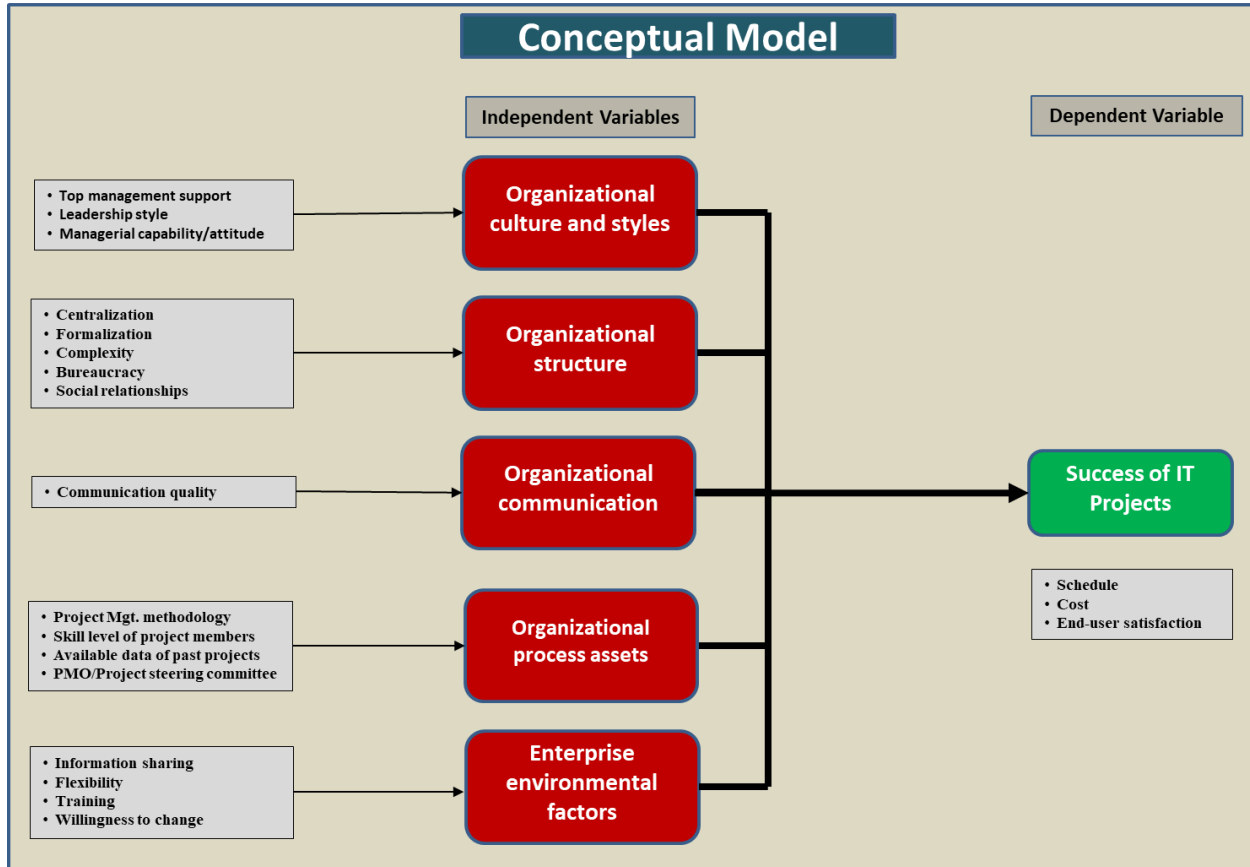 Conceptual Model
Independent Variables
Dependent Variable
• Top management support
• Leadership style
• Managerial capability/attitude
Organizational
culture and styles
• Centralization
• Formalization
• Complexity
• Bureaucracy
• Social relationships
Organizational
structure
• Communication quality
Organizational
communication
Success of IT
Projects
• Schedule
• Cost
• End-user satisfaction
• Project Mgt. methodology
• Skill level of project members
• Available data of past projects
• PMO/Project steering committee
Organizational
process assets
• Information sharing
• Flexibility
• Training
• Willingness to change
Enterprise
environmental
factors